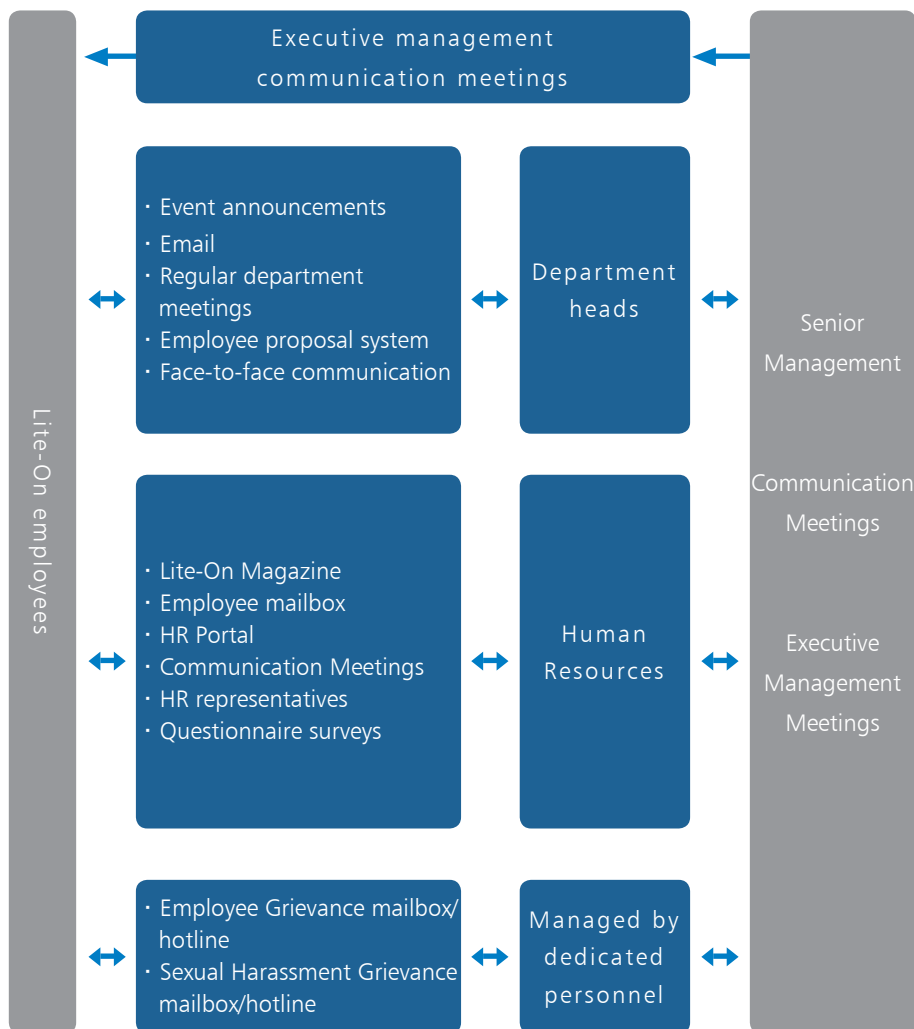 Executive management
communication meetings
Lite-On employees
· Event announcements
· Email
· Regular department
meetings
· Employee proposal system
· Face-to-face communication
Department
heads
· Lite-On Magazine
· Employee mailbox
· HR Portal
· Communication Meetings
· HR representatives
· Questionnaire surveys
Human
Resources
· Employee Grievance mailbox/
hotline
· Sexual Harassment Grievance
mailbox/hotline
Managed by
dedicated
personnel
Senior
Management
Communication
Meetings
Executive
Management
Meetings